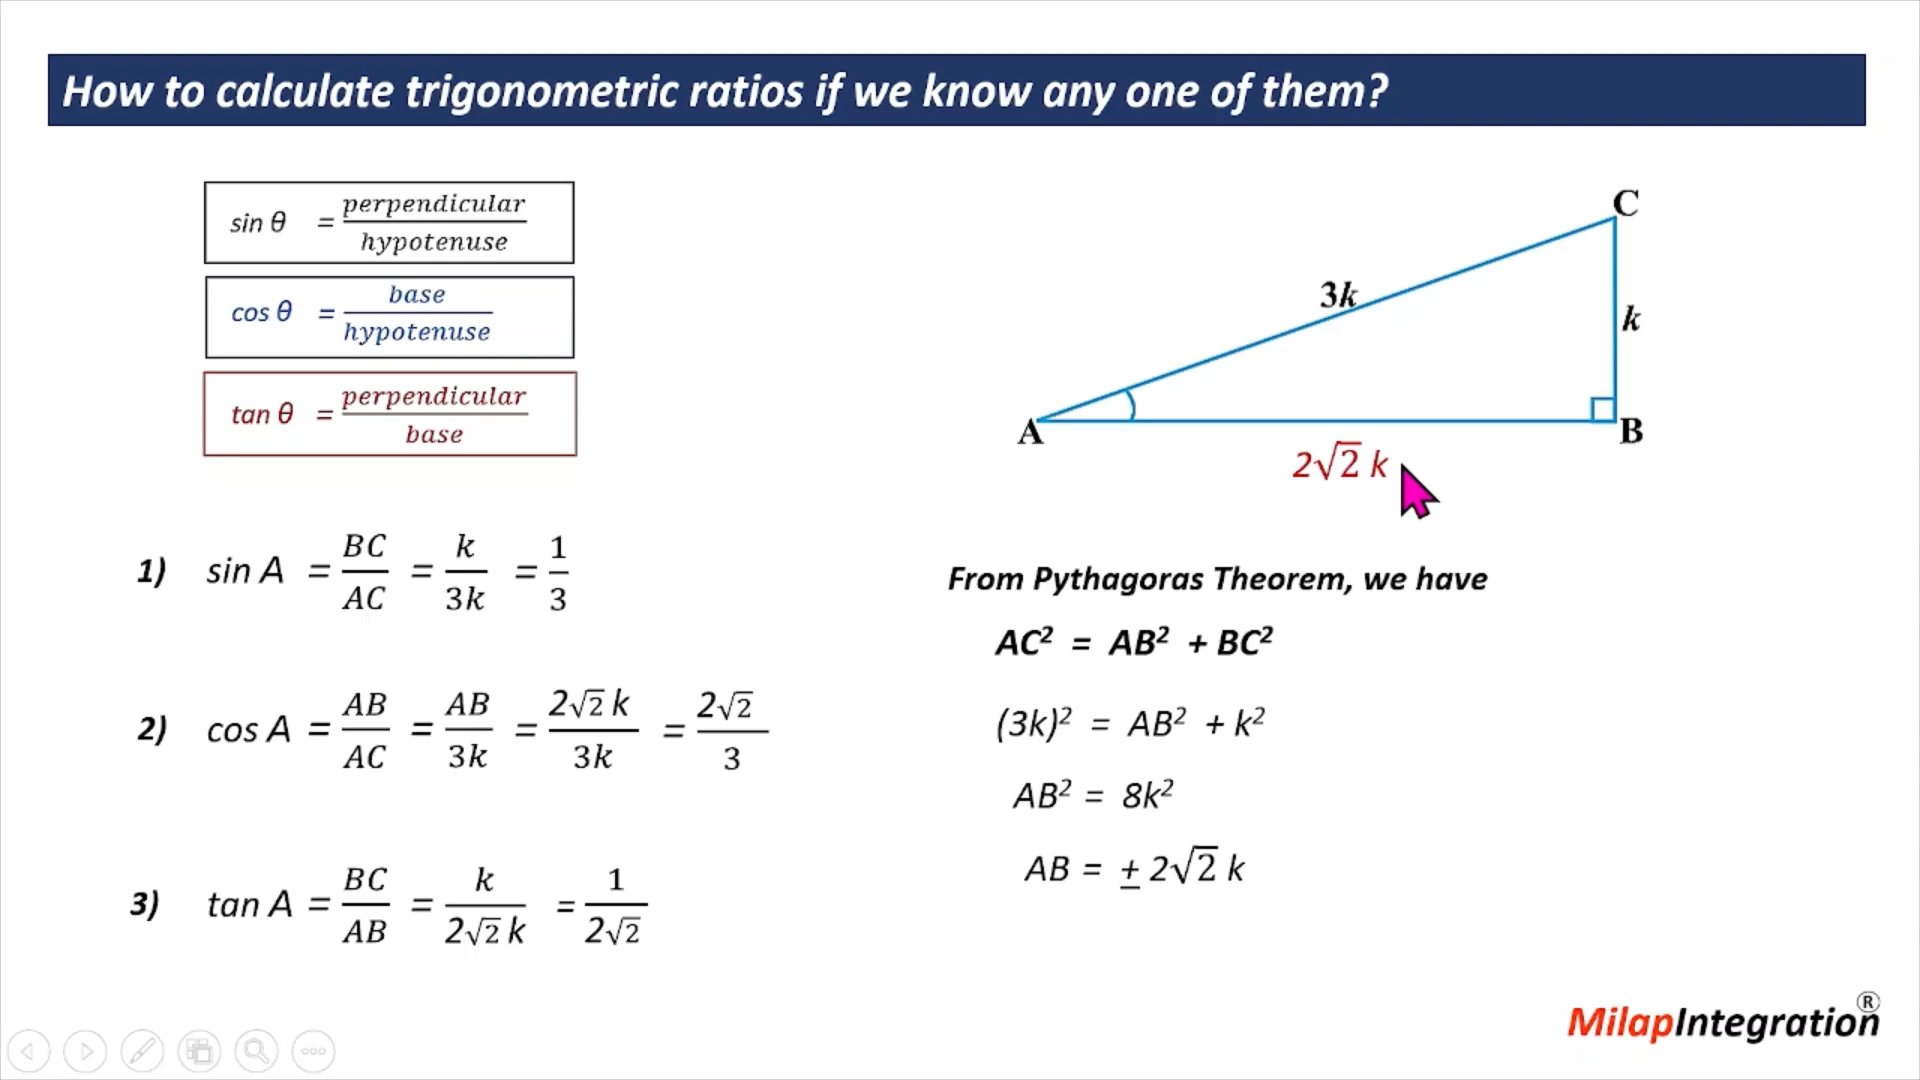 How to calculate trigonometric ratios if we know any one of them?
sin θ = perpendicular / hypotenuse
cos θ = base / hypotenuse
tan θ = perpendicular / base
C
3k
k
A
B
2√2 k
1) sin A = BC / AC = k / 3k = 1 / 3
2) cos A = AB / AC = AB / 3k = 2√2 k / 3k = 2√2 / 3
3) tan A = BC / AB = k / 2√2 k = 1 / 2√2
From Pythagoras Theorem, we have
AC² = AB² + BC²
(3k)² = AB² + k²
AB² = 8k²
AB = ± 2√2 k
MilapIntegration®